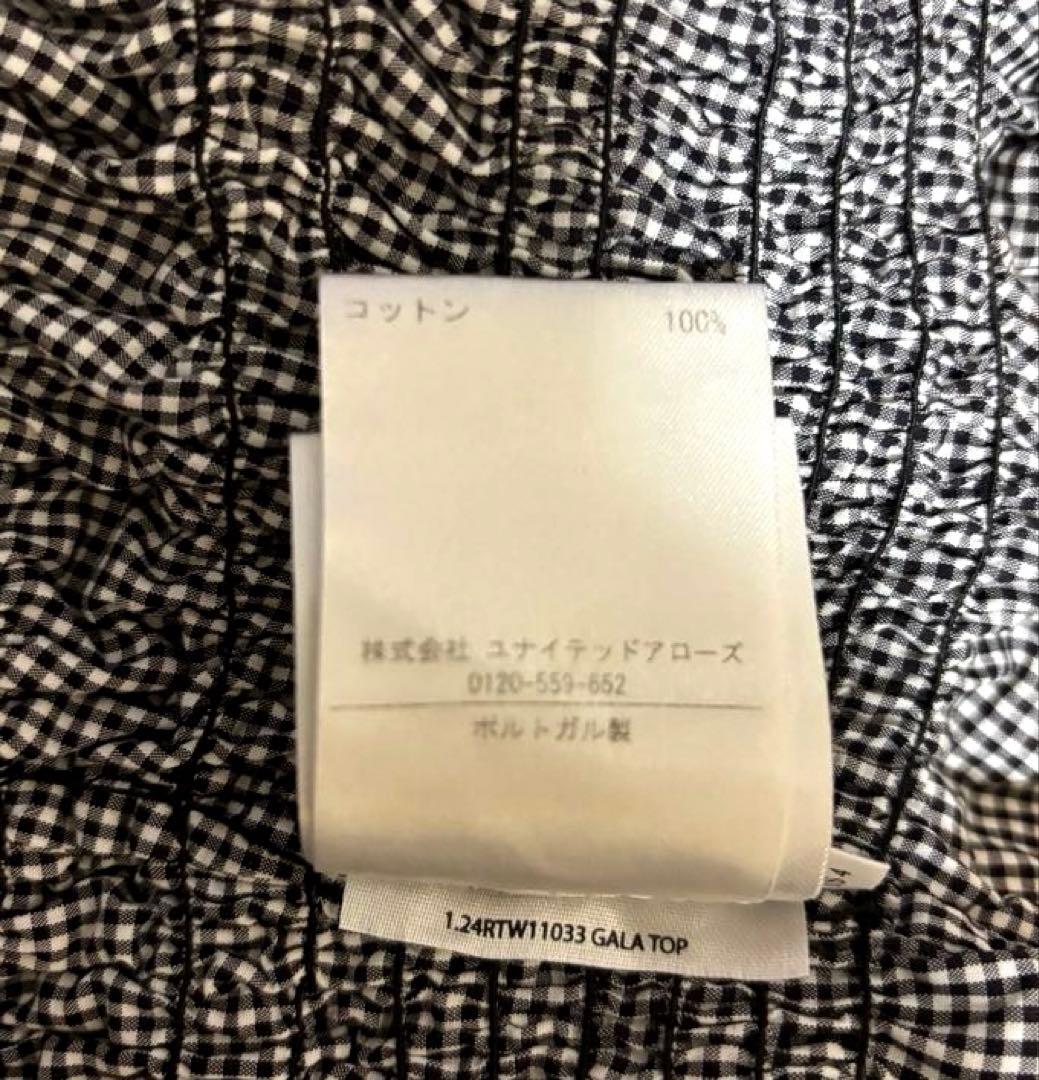 コットン 100%
株式会社 ユナイテッドアローズ
0120-559-652
ポルトガル製
1.24RTW11033 GALA TOP